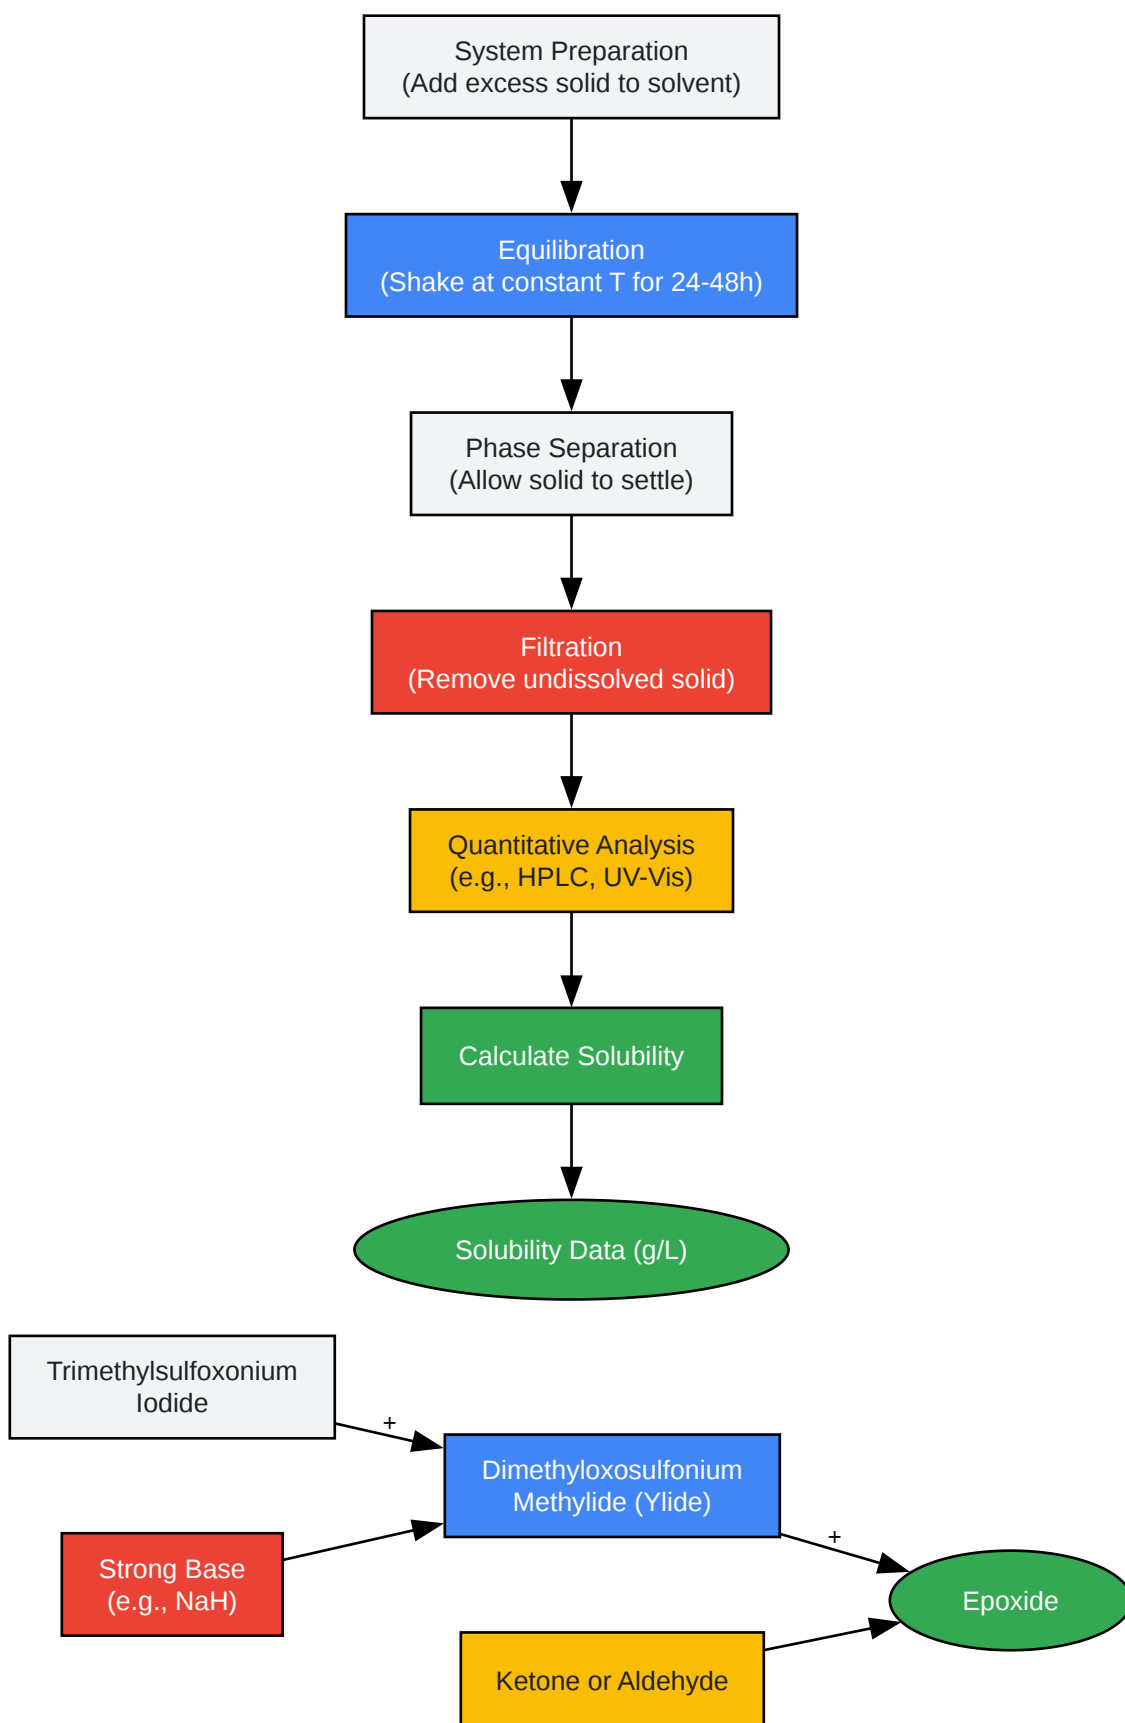 System Preparation
(Add excess solid to solvent)
Equilibration
(Shake at constant T for 24-48h)
Phase Separation
(Allow solid to settle)
Filtration
(Remove undissolved solid)
Quantitative Analysis
(e.g., HPLC, UV-Vis)
Calculate Solubility
Solubility Data (g/L)
Trimethylsulfoxonium
Iodide
+
Dimethyloxosulfonium
Methylide (Ylide)
+
Strong Base
(e.g., NaH)
Epoxide
Ketone or Aldehyde